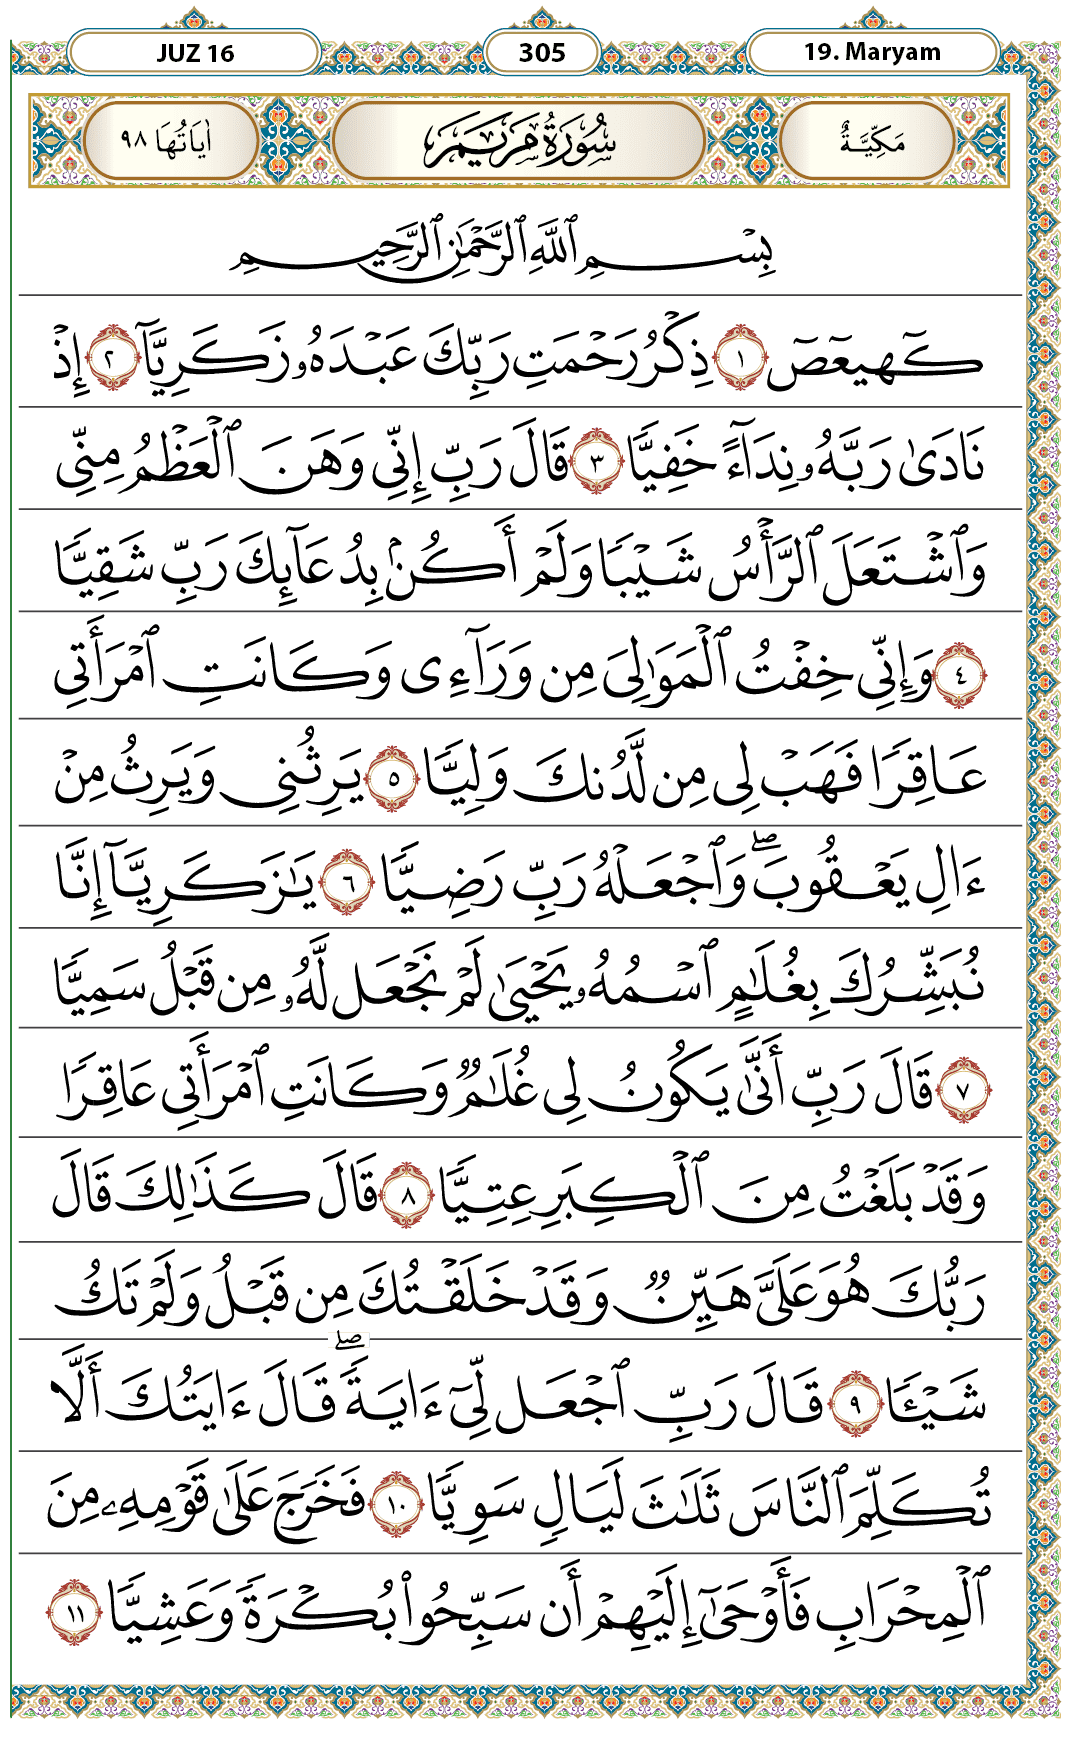 JUZ 16 305 19. Maryam
مَكِّيَّةٌ سُورَةُ مَرْيَمَ اٰيَاتُهَا ٩٨
بِسْمِ ٱللَّهِ ٱلرَّحْمَٰنِ ٱلرَّحِيمِ
كٓهيعٓصٓ ١ ذِكْرُ رَحْمَتِ رَبِّكَ عَبْدَهُۥ زَكَرِيَّآ ٢ إِذْ
نَادَىٰ رَبَّهُۥ نِدَآءً خَفِيًّا ٣ قَالَ رَبِّ إِنِّى وَهَنَ ٱلْعَظْمُ مِنِّى
وَٱشْتَعَلَ ٱلرَّأْسُ شَيْبًا وَلَمْ أَكُنۢ بِدُعَآئِكَ رَبِّ شَقِيًّا
٤ وَإِنِّى خِفْتُ ٱلْمَوَٰلِىَ مِن وَرَآءِى وَكَانَتِ ٱمْرَأَتِى
عَاقِرًا فَهَبْ لِى مِن لَّدُنكَ وَلِيًّا ٥ يَرِثُنِى وَيَرِثُ مِنْ
ءَالِ يَعْقُوبَ ۖ وَٱجْعَلْهُ رَبِّ رَضِيًّا ٦ يَٰزَكَرِيَّآ إِنَّا
نُبَشِّرُكَ بِغُلَٰمٍ ٱسْمُهُۥ يَحْيَىٰ لَمْ نَجْعَل لَّهُۥ مِن قَبْلُ سَمِيًّا
٧ قَالَ رَبِّ أَنَّىٰ يَكُونُ لِى غُلَٰمٌ وَكَانَتِ ٱمْرَأَتِى عَاقِرًا
وَقَدْ بَلَغْتُ مِنَ ٱلْكِبَرِ عِتِيًّا ٨ قَالَ كَذَٰلِكَ قَالَ
رَبُّكَ هُوَ عَلَىَّ هَيِّنٌ وَقَدْ خَلَقْتُكَ مِن قَبْلُ وَلَمْ تَكُ
شَيْـًٔا ٩ قَالَ رَبِّ ٱجْعَل لِّىٓ ءَايَةً ۖ قَالَ ءَايَتُكَ أَلَّا
تُكَلِّمَ ٱلنَّاسَ ثَلَٰثَ لَيَالٍ سَوِيًّا ١٠ فَخَرَجَ عَلَىٰ قَوْمِهِۦ مِنَ
ٱلْمِحْرَابِ فَأَوْحَىٰٓ إِلَيْهِمْ أَن سَبِّحُوا۟ بُكْرَةً وَعَشِيًّا ١١